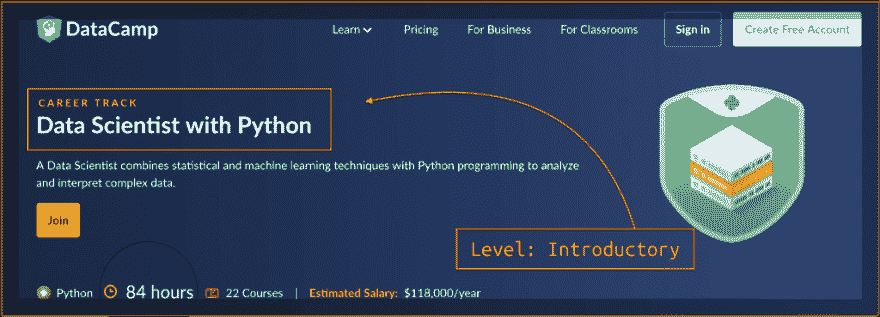 DataCamp
Learn Pricing For Business For Classrooms Sign in Create Free Account
CAREER TRACK
Data Scientist with Python
A Data Scientist combines statistical and machine learning techniques with Python programming to analyze
and interpret complex data.
Join
Level: Introductory
Python 84 hours 22 Courses | Estimated Salary: $118,000/year